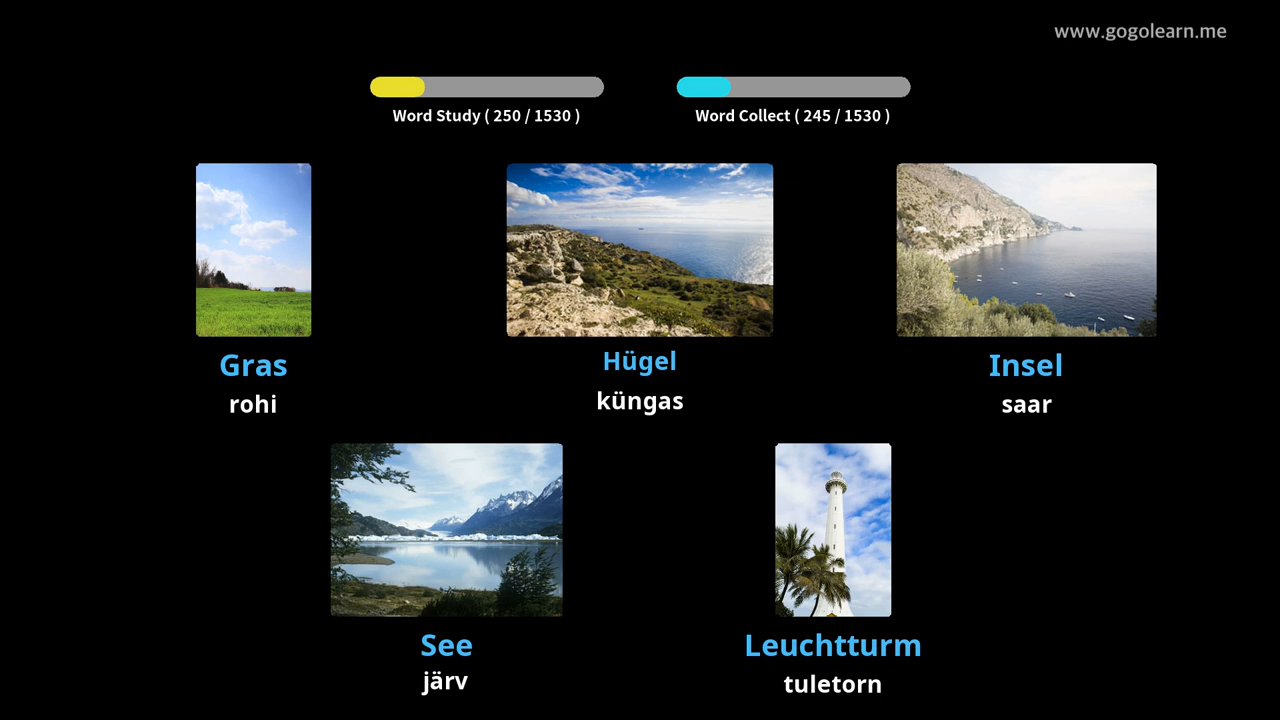 www.gogolearn.me
Word Study ( 250 / 1530 )
Word Collect ( 245 / 1530 )
Gras
rohi
Hügel
küngas
Insel
saar
See
järv
Leuchtturm
tuletorn